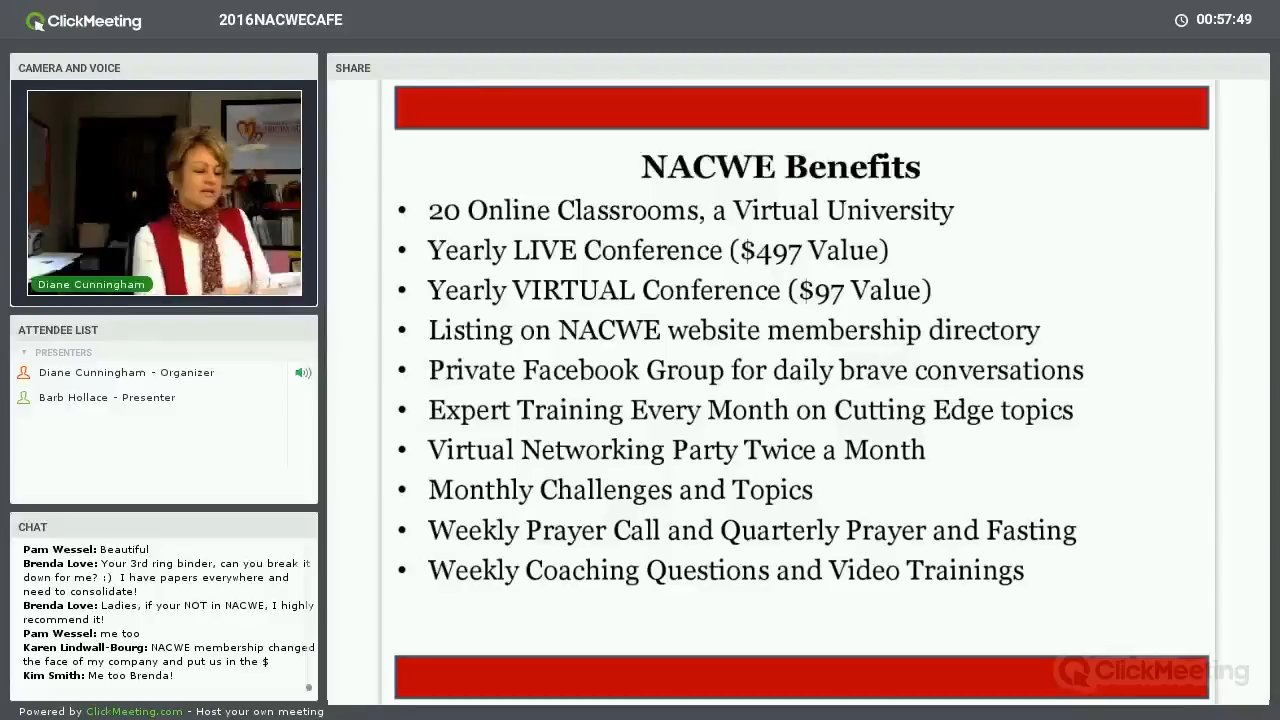 ClickMeeting
2016NACWECAFE
00:57:49
CAMERA AND VOICE
Diane Cunningham
ATTENDEE LIST
PRESENTERS
Diane Cunningham - Organizer
Barb Hollace - Presenter
CHAT
Pam Wessel: Beautiful
Brenda Love: Your 3rd ring binder, can you break it
down for me? :) I have papers everywhere and
need to consolidate!
Brenda Love: Ladies, if your NOT in NACWE, I highly
recommend it!
Pam Wessel: me too
Karen Lindwall-Bourg: NACWE membership changed
the face of my company and put us in the $
Kim Smith: Me too Brenda!
Powered by ClickMeeting.com - Host your own meeting
SHARE
NACWE Benefits
• 20 Online Classrooms, a Virtual University
• Yearly LIVE Conference ($497 Value)
• Yearly VIRTUAL Conference ($97 Value)
• Listing on NACWE website membership directory
• Private Facebook Group for daily brave conversations
• Expert Training Every Month on Cutting Edge topics
• Virtual Networking Party Twice a Month
• Monthly Challenges and Topics
• Weekly Prayer Call and Quarterly Prayer and Fasting
• Weekly Coaching Questions and Video Trainings
ClickMeeting